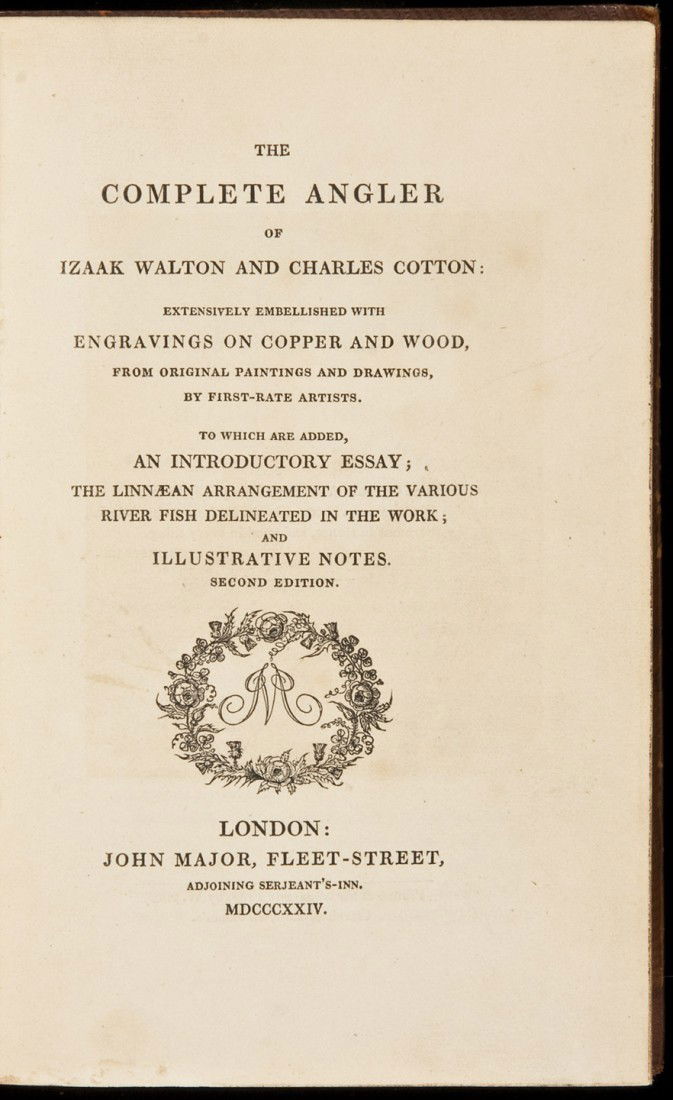 THE
COMPLETE ANGLER
OF
IZAAK WALTON AND CHARLES COTTON:
EXTENSIVELY EMBELLISHED WITH
ENGRAVINGS ON COPPER AND WOOD,
FROM ORIGINAL PAINTINGS AND DRAWINGS,
BY FIRST-RATE ARTISTS.
TO WHICH ARE ADDED,
AN INTRODUCTORY ESSAY;
THE LINNÆAN ARRANGEMENT OF THE VARIOUS
RIVER FISH DELINEATED IN THE WORK;
AND
ILLUSTRATIVE NOTES.
SECOND EDITION.
LONDON:
JOHN MAJOR, FLEET-STREET,
ADJOINING SERJEANT'S-INN.
MDCCCXXIV.